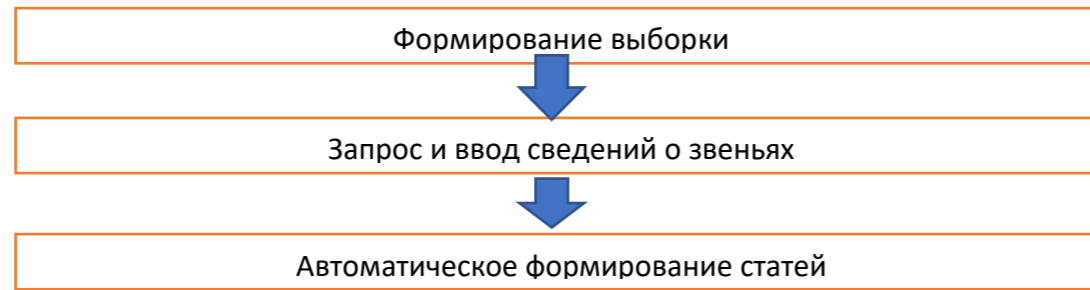 Формирование выборки
Запрос и ввод сведений о звеньях
Автоматическое формирование статей